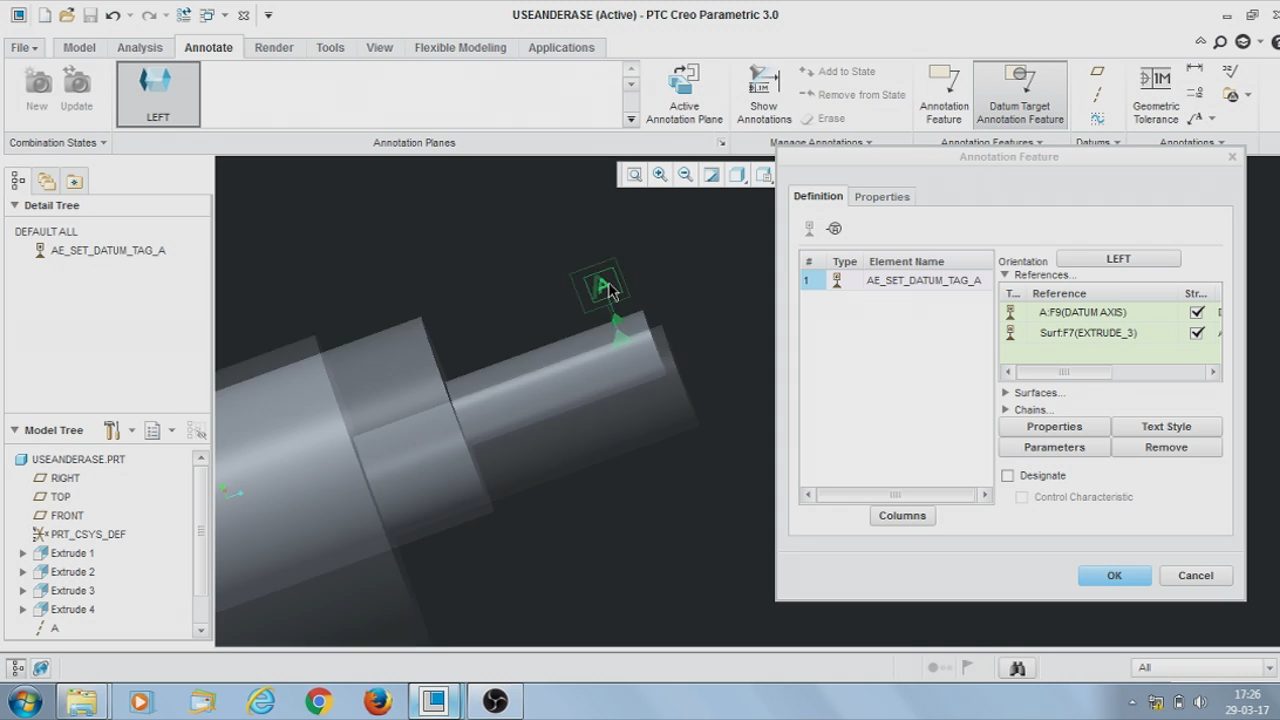 USEANDERASE (Active) - PTC Creo Parametric 3.0
File Model Analysis Annotate Render Tools View Flexible Modeling Applications
New Update LEFT Active Annotation Plane Show Annotations Add to State Remove from State Erase Annotation Feature Datum Target Annotation Feature 1M Geometric Tolerance
Combination States Annotation Planes Manage Annotations Annotation Features Datums Annotations
Annotation Feature
Detail Tree
DEFAULT ALL
AE_SET_DATUM_TAG_A
Model Tree
USEANDERASE.PRT
RIGHT
TOP
FRONT
PRT_CSYS_DEF
Extrude 1
Extrude 2
Extrude 3
Extrude 4
A
A
Definition Properties
# Type Element Name
1 AE_SET_DATUM_TAG_A
Columns
Orientation LEFT
References...
T... Reference Str...
A:F9(DATUM AXIS)
Surf:F7(EXTRUDE_3)
Surfaces...
Chains...
Properties Text Style
Parameters Remove
Designate
Control Characteristic
OK Cancel
All
17:26
29-03-17